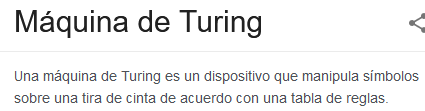 Máquina de Turing
Una máquina de Turing es un dispositivo que manipula símbolos
sobre una tira de cinta de acuerdo con una tabla de reglas.